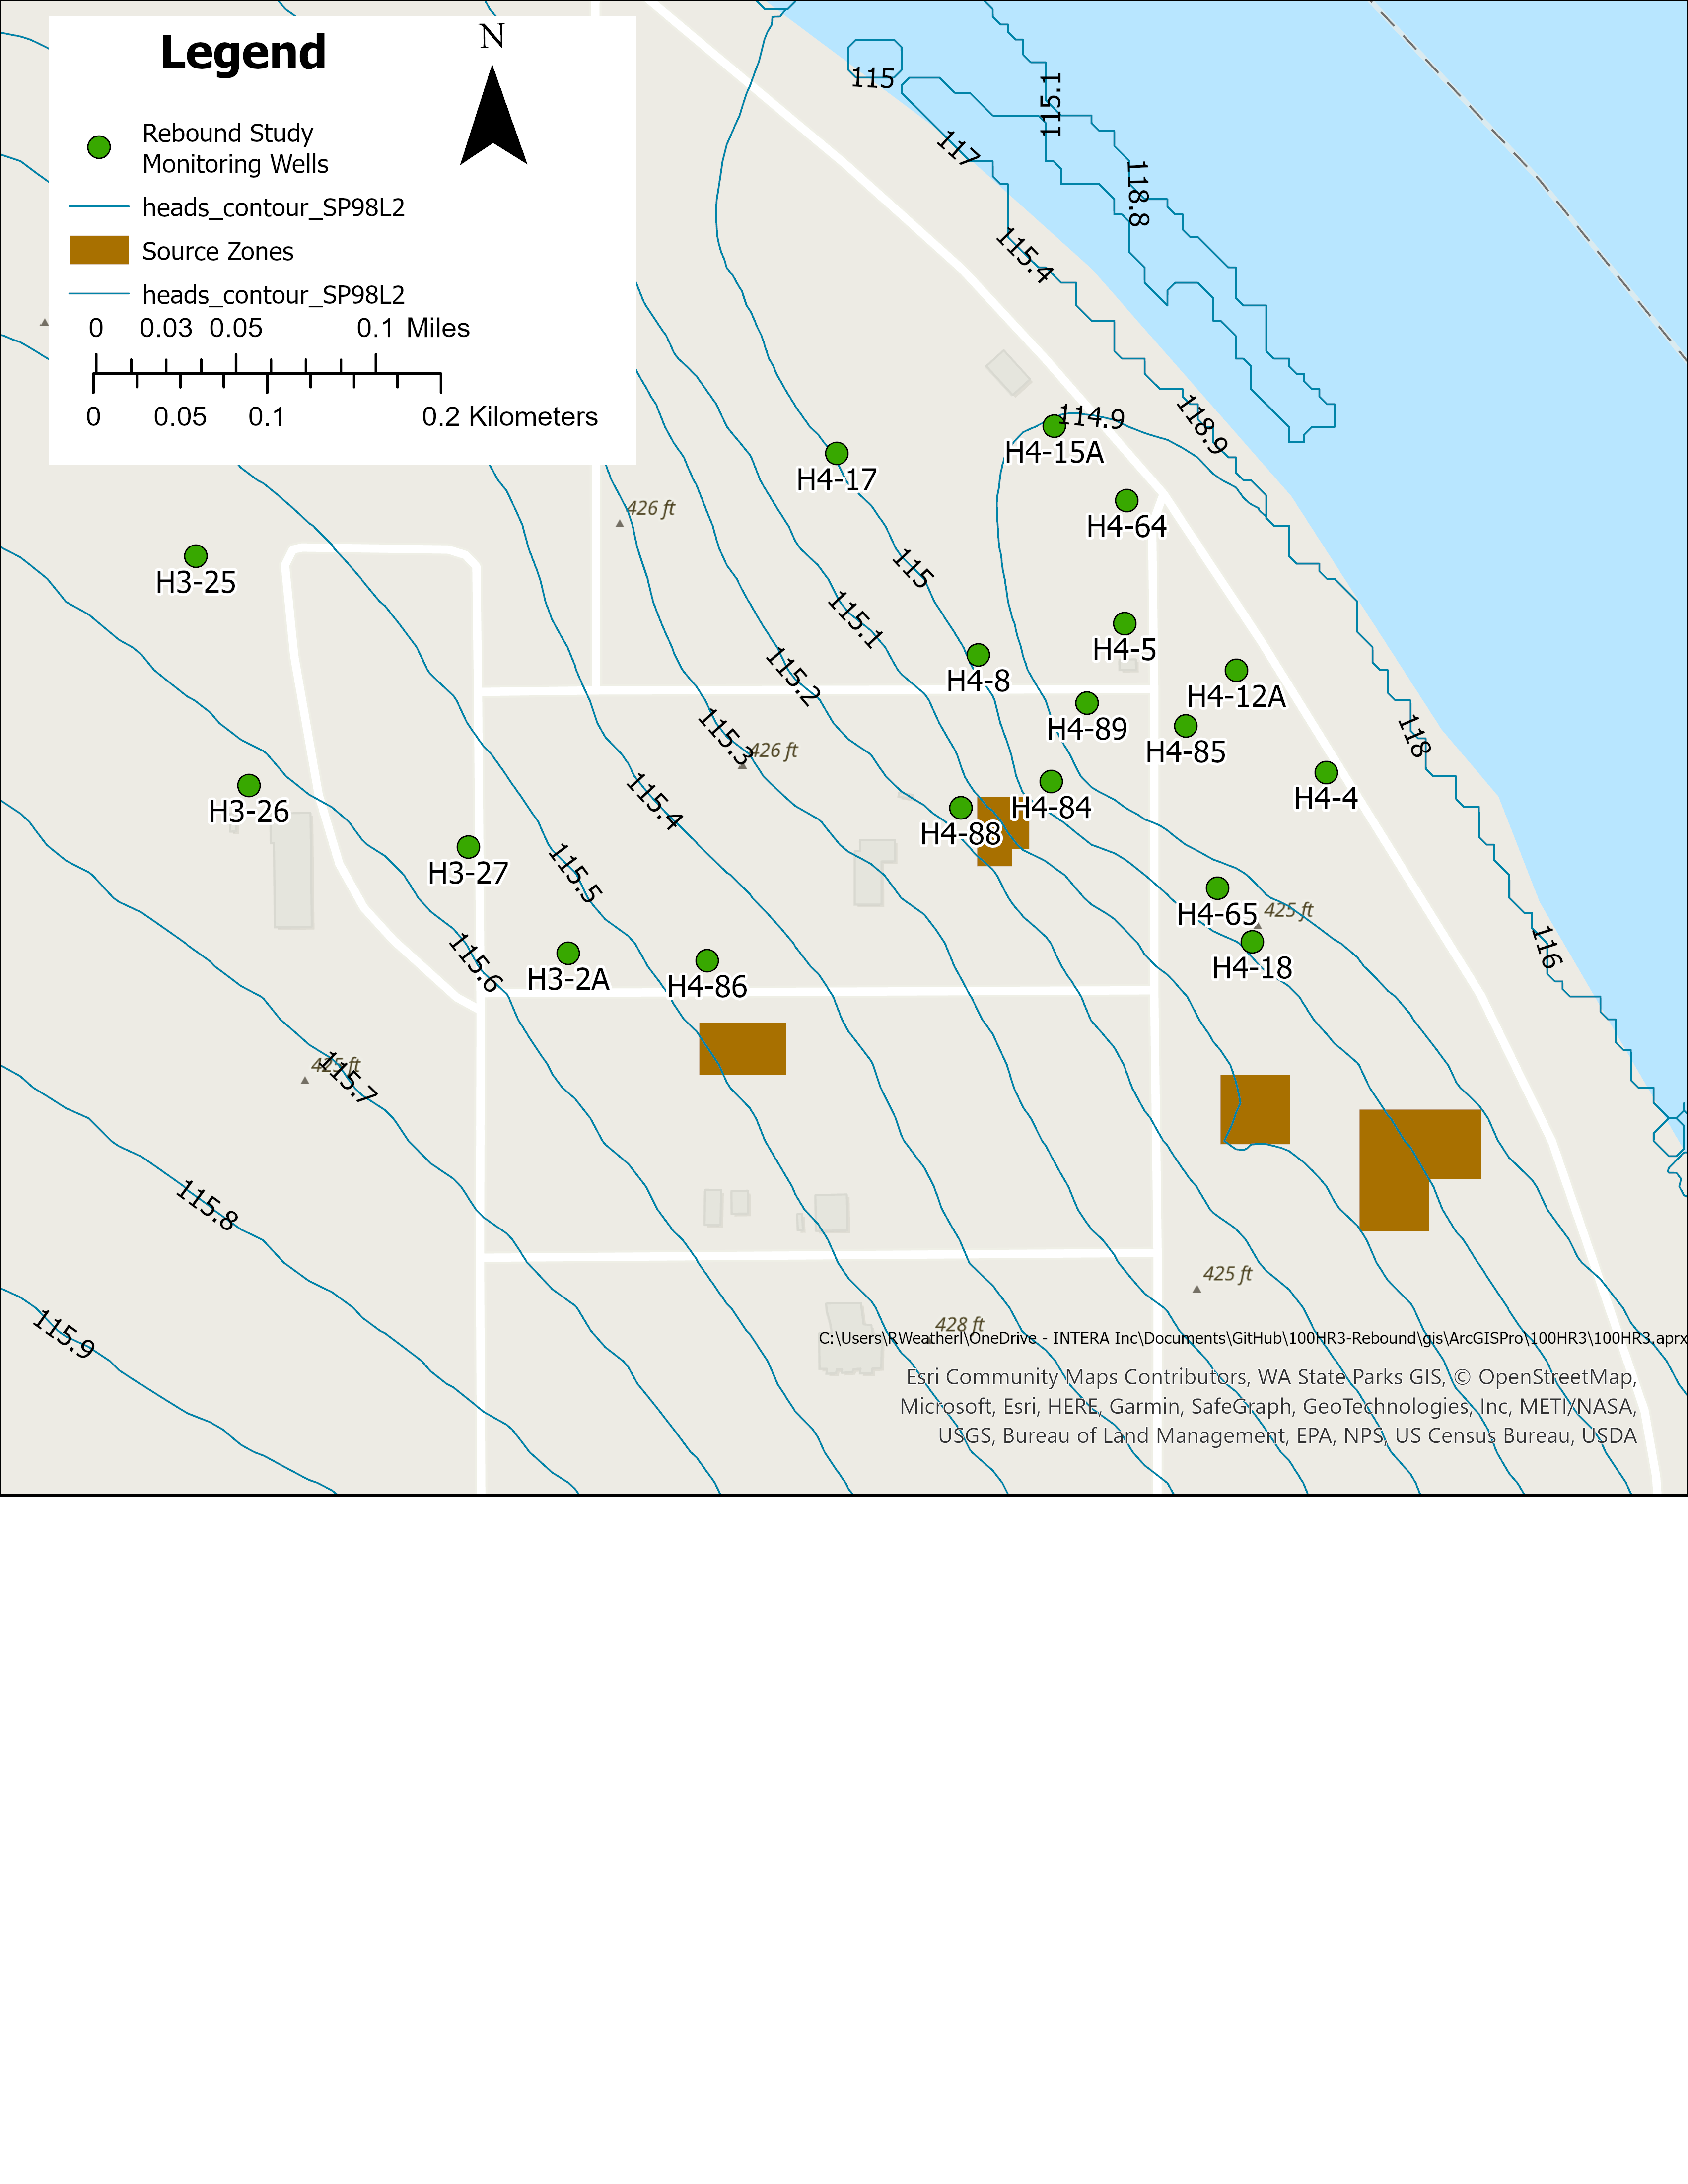 Legend
N
Rebound Study
Monitoring Wells
heads_contour_SP98L2
Source Zones
heads_contour_SP98L2
0 0.03 0.05 0.1 Miles
0 0.05 0.1 0.2 Kilometers
115
115.1
117
118.8
115.4
118.9
114.9
H4-15A
H4-17
426 ft
H4-64
115
H3-25
115.1
H4-5
115.2
H4-8
H4-12A
115.3
426 ft
H4-89
H4-85
118
115.4
H4-4
H3-26
H4-84
H4-88
H3-27
115.5
H4-65
425 ft
116
115.6
H3-2A
H4-86
H4-18
425 ft
115.7
115.8
425 ft
115.9
428 ft
C:\Users\RWeatherl\OneDrive - INTERA Inc\Documents\GitHub\100HR3-Rebound\gis\ArcGISPro\100HR3\100HR3.aprx
Esri Community Maps Contributors, WA State Parks GIS, © OpenStreetMap,
Microsoft, Esri, HERE, Garmin, SafeGraph, GeoTechnologies, Inc, METI/NASA,
USGS, Bureau of Land Management, EPA, NPS, US Census Bureau, USDA